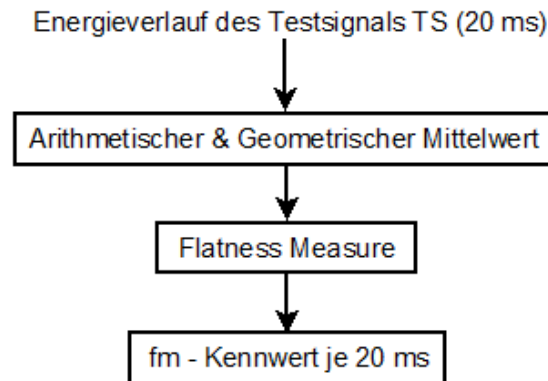 Energieverlauf des Testsignals TS (20 ms)
Arithmetischer & Geometrischer Mittelwert
Flatness Measure
fm - Kennwert je 20 ms